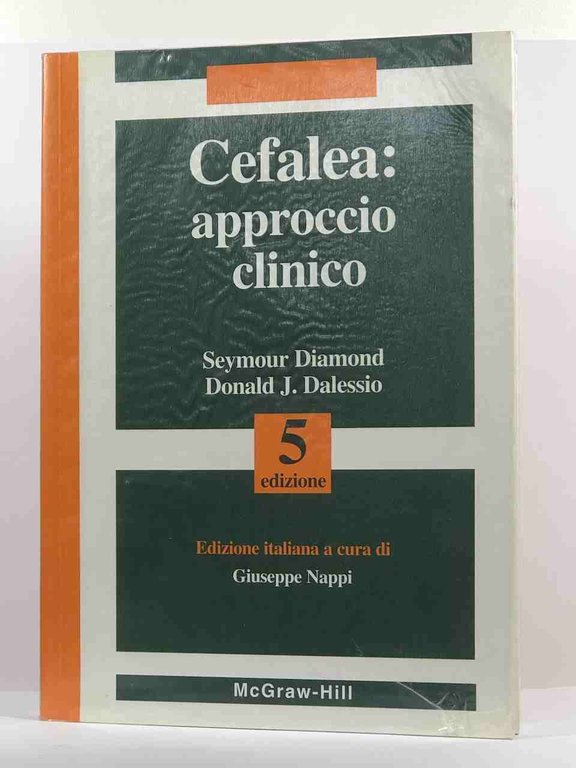 Cefalea:
approccio
clinico
Seymour Diamond
Donald J. Dalessio
5
edizione
Edizione italiana a cura di
Giuseppe Nappi
McGraw-Hill